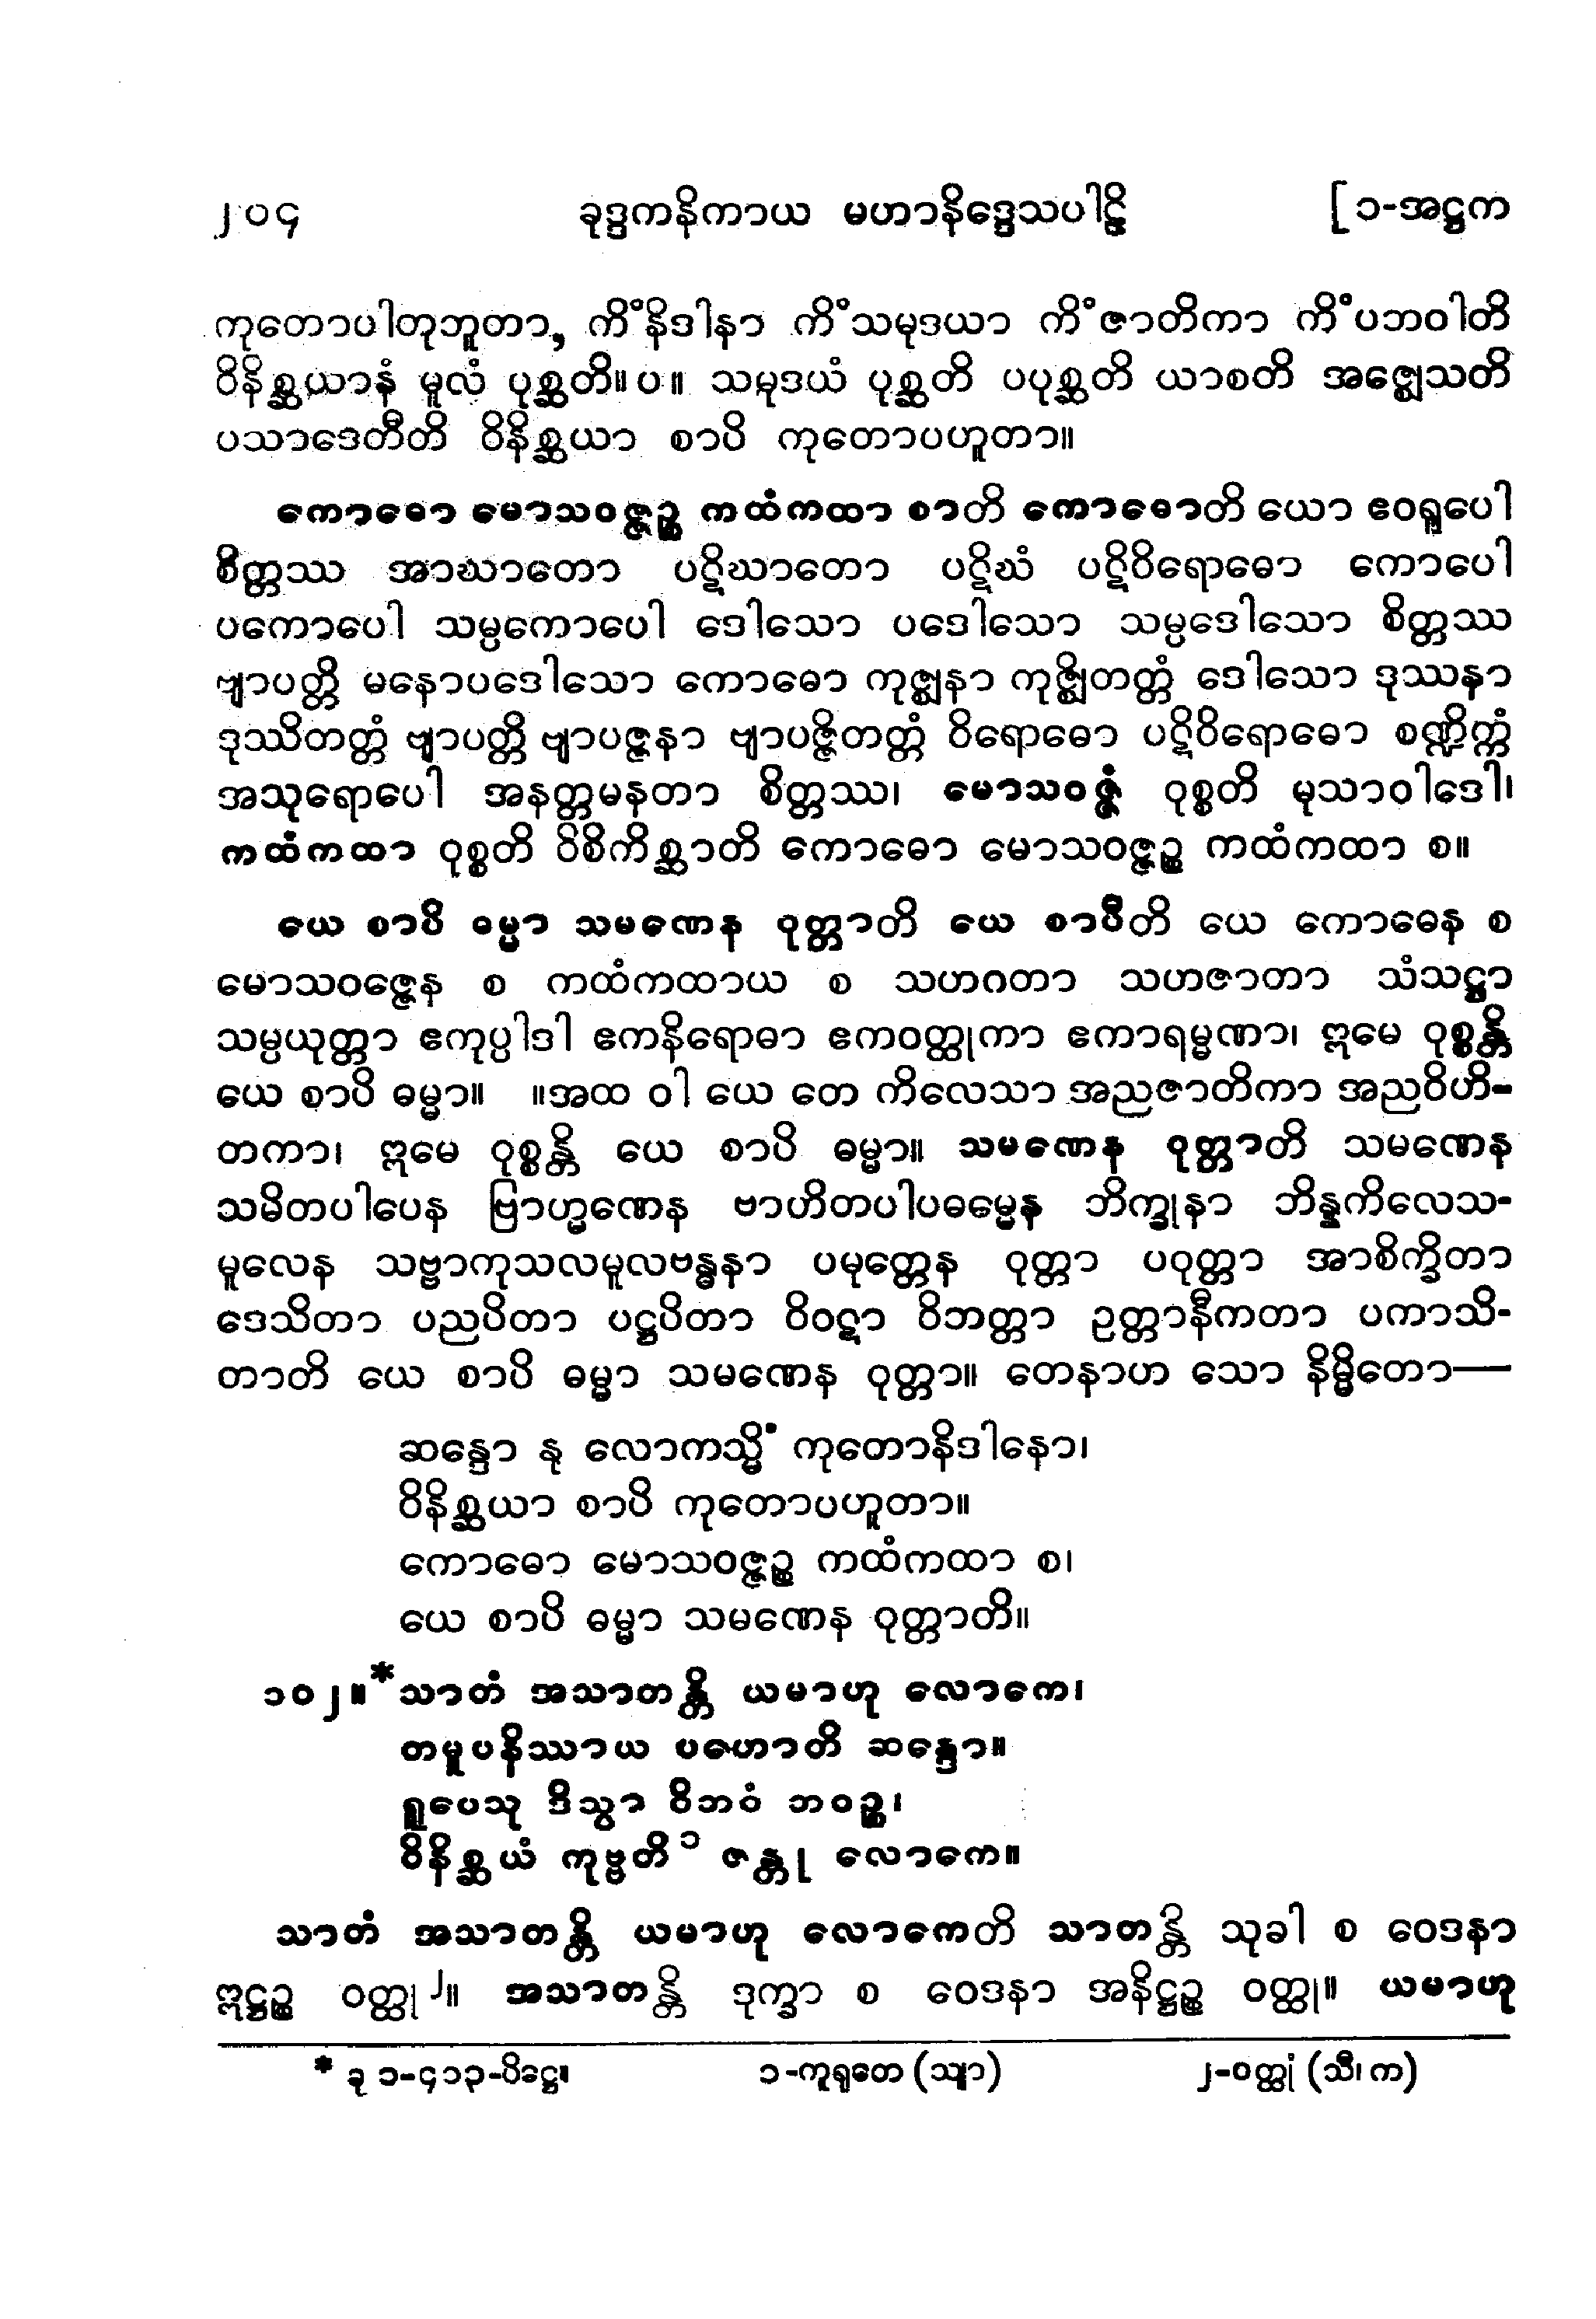 ၂၀၄ ခုဒ္ဒကနိကာယ မဟာနိဒ္ဒေသပါဠိ [ ၁-အဋ္ဌက
ကုတောပါတုဘူတာ, ကိံနိဒါနာ ကိံသမုဒယာ ကိံဇာတိကာ ကိံပဘဝါတိ
ဝိနိစ္ဆယာနံ မူလံ ပုစ္ဆတိ။ပ။ သမုဒယံ ပုစ္ဆတိ ပပုစ္ဆတိ ယာစတိ အဇ္ဈေသတိ
ပသာဒေတီတိ ဝိနိစ္ဆယာ စာပိ ကုတောပဟူတာ။
ကောဓော မောသဝဇ္ဇဉ္စ ကထံကထာ စာတိ ကောဓောတိ ယော ဧဝရူပေါ
စိတ္တဿ အာဃာတော ပဋိဃာတော ပဋိဃံ ပဋိဝိရောဓော ကောပေါ
ပကောပေါ သမ္ပကောပေါ ဒေါသော ပဒေါသော သမ္ပဒေါသော စိတ္တဿ
ဗျာပတ္တိ မနောပဒေါသော ကောဓော ကုဇ္ဈနာ ကုဇ္ဈိတတ္တံ ဒေါသော ဒုဿနာ
ဒုဿိတတ္တံ ဗျာပတ္တိ ဗျာပဇ္ဇနာ ဗျာပဇ္ဇိတတ္တံ ဝိရောဓော ပဋိဝိရောဓော စဏ္ဍိက္ကံ
အသုရောပေါ အနတ္တမနတာ စိတ္တဿ၊ မောသဝဇ္ဇံ ဝုစ္စတိ မုသာဝါဒေါ၊
ကထံကထာ ဝုစ္စတိ ဝိစိကိစ္ဆာတိ ကောဓော မောသဝဇ္ဇဉ္စ ကထံကထာ စ။
ယေ စာပိ ဓမ္မာ သမဏေန ဝုတ္တာတိ ယေ စာပီတိ ယေ ကောဓေန စ
မောသဝဇ္ဇေန စ ကထံကထာယ စ သဟဂတာ သဟဇာတာ သံသဋ္ဌာ
သမ္ပယုတ္တာ ဧကုပ္ပါဒါ ဧကနိရောဓာ ဧကဝတ္ထုကာ ဧကာရမ္မဏာ၊ ဣမေ ဝုစ္စန္တိ
ယေ စာပိ ဓမ္မာ။ ။အထ ဝါ ယေ တေ ကိလေသာ အညဇာတိကာ အညဝိဟိ-
တကာ၊ ဣမေ ဝုစ္စန္တိ ယေ စာပိ ဓမ္မာ။ သမဏေန ဝုတ္တာတိ သမဏေန
သမိတပါပေန ဗြာဟ္မဏေန ဗာဟိတပါပဓမ္မေန ဘိက္ခုနာ ဘိန္နကိလေသ-
မူလေန သဗ္ဗာကုသလမူလဗန္ဓနာ ပမုတ္တေန ဝုတ္တာ ပဝုတ္တာ အာစိက္ခိတာ
ဒေသိတာ ပညပိတာ ပဋ္ဌပိတာ ဝိဝဋာ ဝိဘတ္တာ ဥတ္တာနီကတာ ပကာသိ-
တာတိ ယေ စာပိ ဓမ္မာ သမဏေန ဝုတ္တာ။ တေနာဟ သော နိမ္မိတော—
ဆန္ဒော နု လောကသ္မိံ ကုတောနိဒါနော၊
ဝိနိစ္ဆယာ စာပိ ကုတောပဟူတာ။
ကောဓော မောသဝဇ္ဇဉ္စ ကထံကထာ စ၊
ယေ စာပိ ဓမ္မာ သမဏေန ဝုတ္တာတိ။
၁၀၂။*သာတံ အသာတန္တိ ယမာဟု လောကေ၊
တမူပနိဿာယ ပဟောတိ ဆန္ဒော။
ရူပေသု ဒိသွာ ဝိဘဝံ ဘဝဉ္စ၊
ဝိနိစ္ဆယံ ကုဗ္ဗတိ ၁ ဇန္တု လောကေ။
သာတံ အသာတန္တိ ယမာဟု လောကေတိ သာတန္တိ သုခါ စ ဝေဒနာ
ဣဋ္ဌဉ္စ ဝတ္ထု ၂။ အသာတန္တိ ဒုက္ခာ စ ဝေဒနာ အနိဋ္ဌဉ္စ ဝတ္ထု။ ယမာဟု
* ခု ၁-၄၁၃-ပိဋ္ဌေ။ ၁-ကူရုတေ (သျာ) ၂-ဝတ္ထုံ (သီ၊ က)